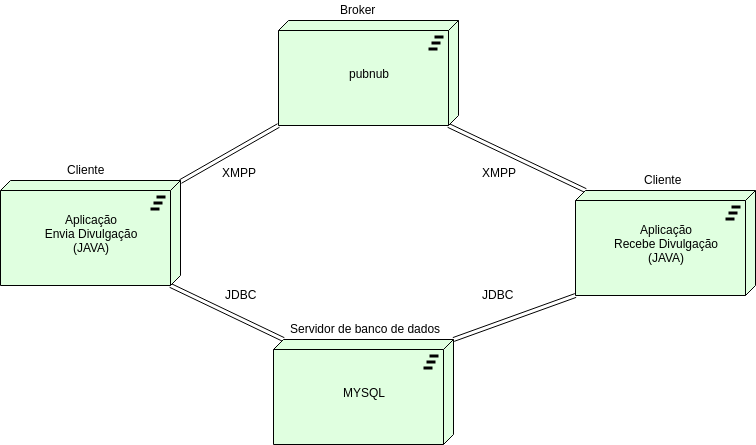 Broker
pubnub
Cliente
XMPP
XMPP
Cliente
Aplicação
Envia Divulgação
(JAVA)
Aplicação
Recebe Divulgação
(JAVA)
JDBC
JDBC
Servidor de banco de dados
MYSQL